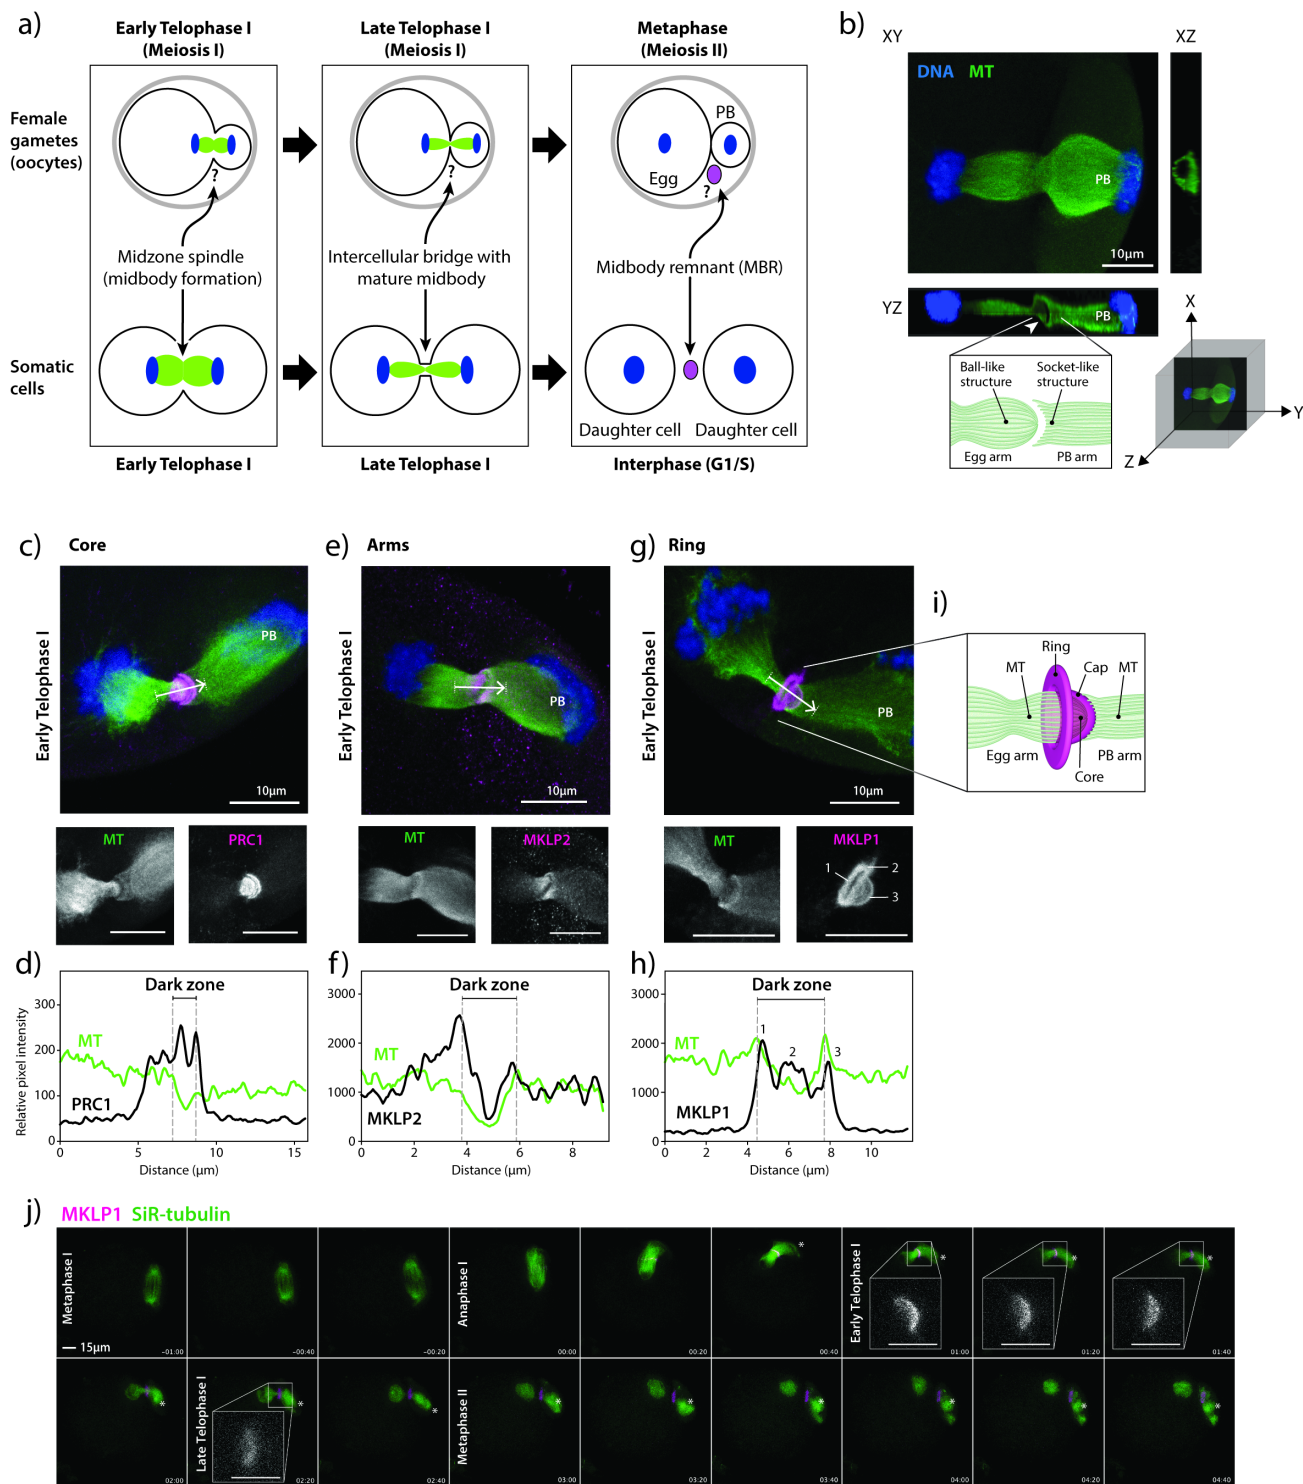 a)
Early Telophase I
(Meiosis I)
Late Telophase I
(Meiosis I)
Metaphase
(Meiosis II)
Female
gametes
(oocytes)
?
?
PB
Egg
?
Midzone spindle
(midbody formation)
Intercellular bridge with
mature midbody
Midbody remnant (MBR)
Somatic
cells
Daughter cell
Daughter cell
Early Telophase I
Late Telophase I
Interphase (G1/S)
b)
XY
XZ
DNA MT
PB
10µm
YZ
PB
Ball-like
structure
Socket-like
structure
Egg arm
PB arm
X
Y
Z
c)
Core
Early Telophase I
PB
10µm
MT
PRC1
e)
Arms
Early Telophase I
PB
10µm
MT
MKLP2
g)
Ring
Early Telophase I
PB
10µm
MT
MKLP1
1
2
3
i)
Ring
MT
Cap
MT
Egg arm
PB arm
Core
d)
Dark zone
Relative pixel intensity
300
200
100
0
MT
PRC1
0 5 10 15
Distance (µm)
f)
Dark zone
3000
2000
1000
0
MT
MKLP2
0 2 4 6 8
Distance (µm)
h)
Dark zone
3000
2000
1000
0
MT
1
2
3
MKLP1
0 2 4 6 8 10
Distance (µm)
j)
MKLP1 SiR-tubulin
Metaphase I
15µm
-01:00
-00:40
-00:20
Anaphase I
00:00
00:20
*
00:40
Early Telophase I
*
01:00
*
01:20
*
01:40
*
02:00
Late Telophase I
*
02:20
*
02:40
Metaphase II
*
03:00
*
03:20
*
03:40
*
04:00
*
04:20
*
04:40